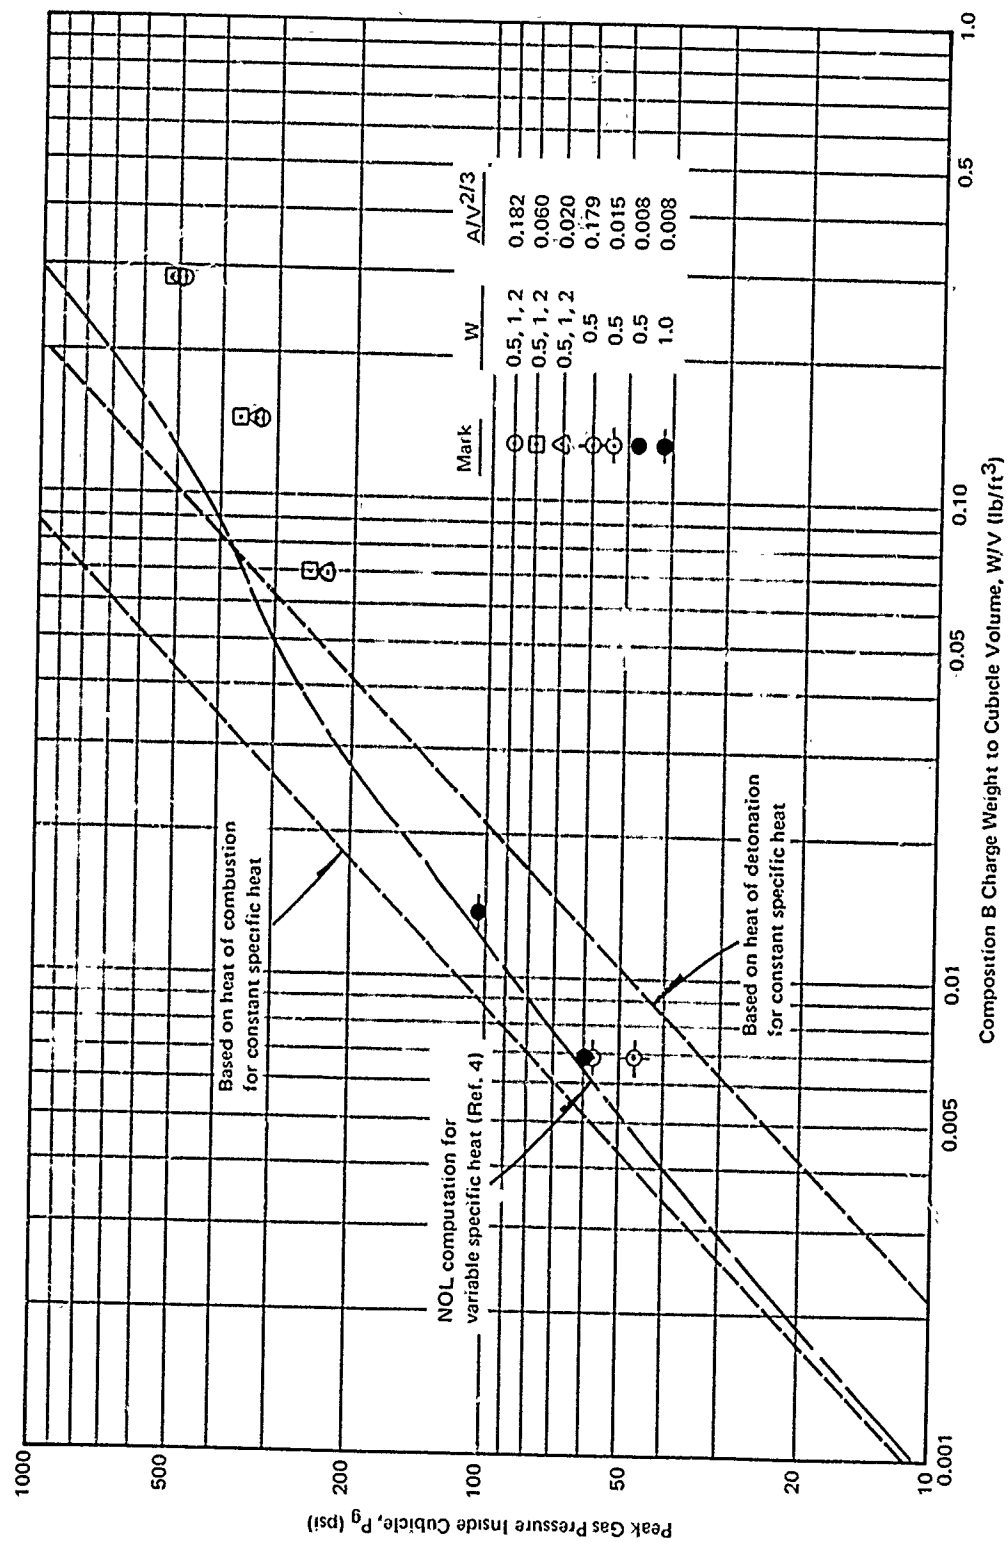 Peak Gas Pressure Inside Cubicle, Pg (psi)
1000
500
200
100
50
20
10
0.001
0.005
0.01
0.05
0.10
0.5
1.0
Composition B Charge Weight to Cubicle Volume, W/V (lb/ft³)
Based on heat of combustion
for constant specific heat
NOL computation for
variable specific heat (Ref. 4)
Based on heat of detonation
for constant specific heat
Mark W A/V2/3
0.5, 1, 2 0.182
0.5, 1, 2 0.060
0.5, 1, 2 0.020
0.5 0.179
0.5 0.015
0.5 0.008
1.0 0.008